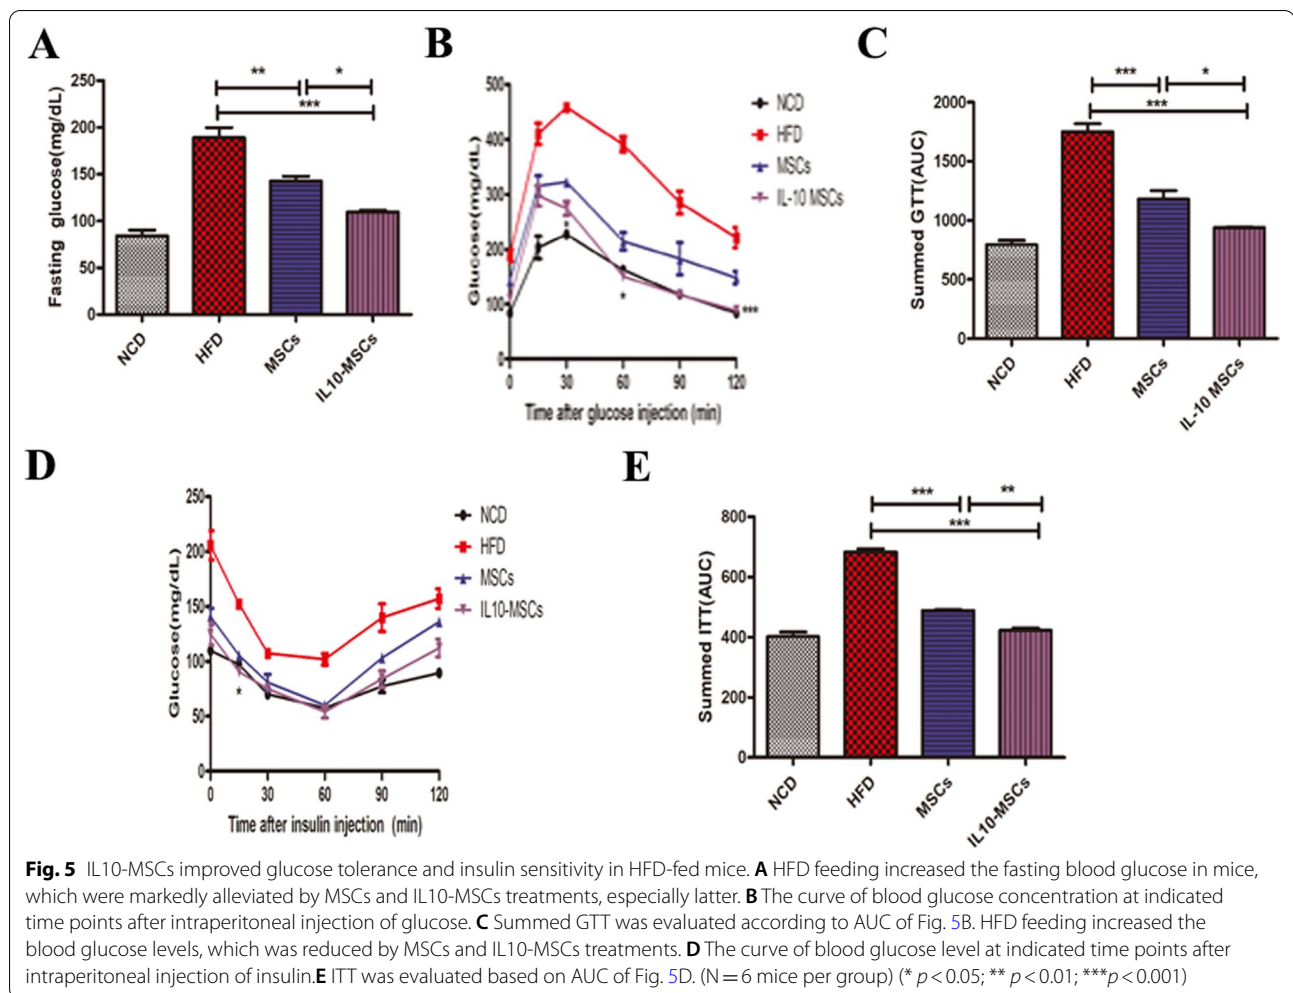 A
Fasting glucose(mg/dL)
250
200
150
100
50
0
**
*
***
NCD
HFD
MSCs
IL10-MSCs
B
Glucose(mg/dL)
500
400
300
200
100
0
*
*
***
0
30
60
90
120
Time after glucose injection (min)
NCD
HFD
MSCs
IL-10 MSCs
C
Summed GTT(AUC)
2000
1500
1000
500
0
***
*
***
NCD
HFD
MSCs
IL-10 MSCs
D
Glucose(mg/dL)
250
200
150
100
50
0
*
0
30
60
90
120
Time after insulin injection (min)
NCD
HFD
MSCs
IL10-MSCs
E
Summed ITT(AUC)
800
600
400
200
0
***
**
***
NCD
HFD
MSCs
IL10-MSCs
Fig. 5 IL10-MSCs improved glucose tolerance and insulin sensitivity in HFD-fed mice. A HFD feeding increased the fasting blood glucose in mice,
which were markedly alleviated by MSCs and IL10-MSCs treatments, especially latter. B The curve of blood glucose concentration at indicated
time points after intraperitoneal injection of glucose. C Summed GTT was evaluated according to AUC of Fig. 5B. HFD feeding increased the
blood glucose levels, which was reduced by MSCs and IL10-MSCs treatments. D The curve of blood glucose level at indicated time points after
intraperitoneal injection of insulin.E ITT was evaluated based on AUC of Fig. 5D. (N = 6 mice per group) (* p < 0.05; ** p < 0.01; ***p < 0.001)